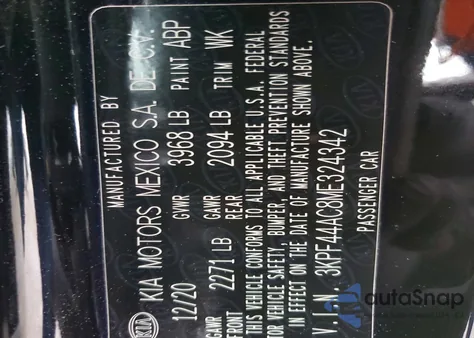 MANUFACTURED BY
KIA KIA MOTORS MEXICO S.A. DE C.V.
12/20 GVWR 3968 LB PAINT ABP
GAWR FRONT 2271 LB GAWR REAR 2094 LB TRIM WK
THIS VEHICLE CONFORMS TO ALL APPLICABLE U.S.A. FEDERAL
MOTOR VEHICLE SAFETY, BUMPER, AND THEFT PREVENTION STANDARDS
IN EFFECT ON THE DATE OF MANUFACTURE SHOWN ABOVE.
V.I.N. 3KPF44AC8ME324342
PASSENGER CAR
autoSnap